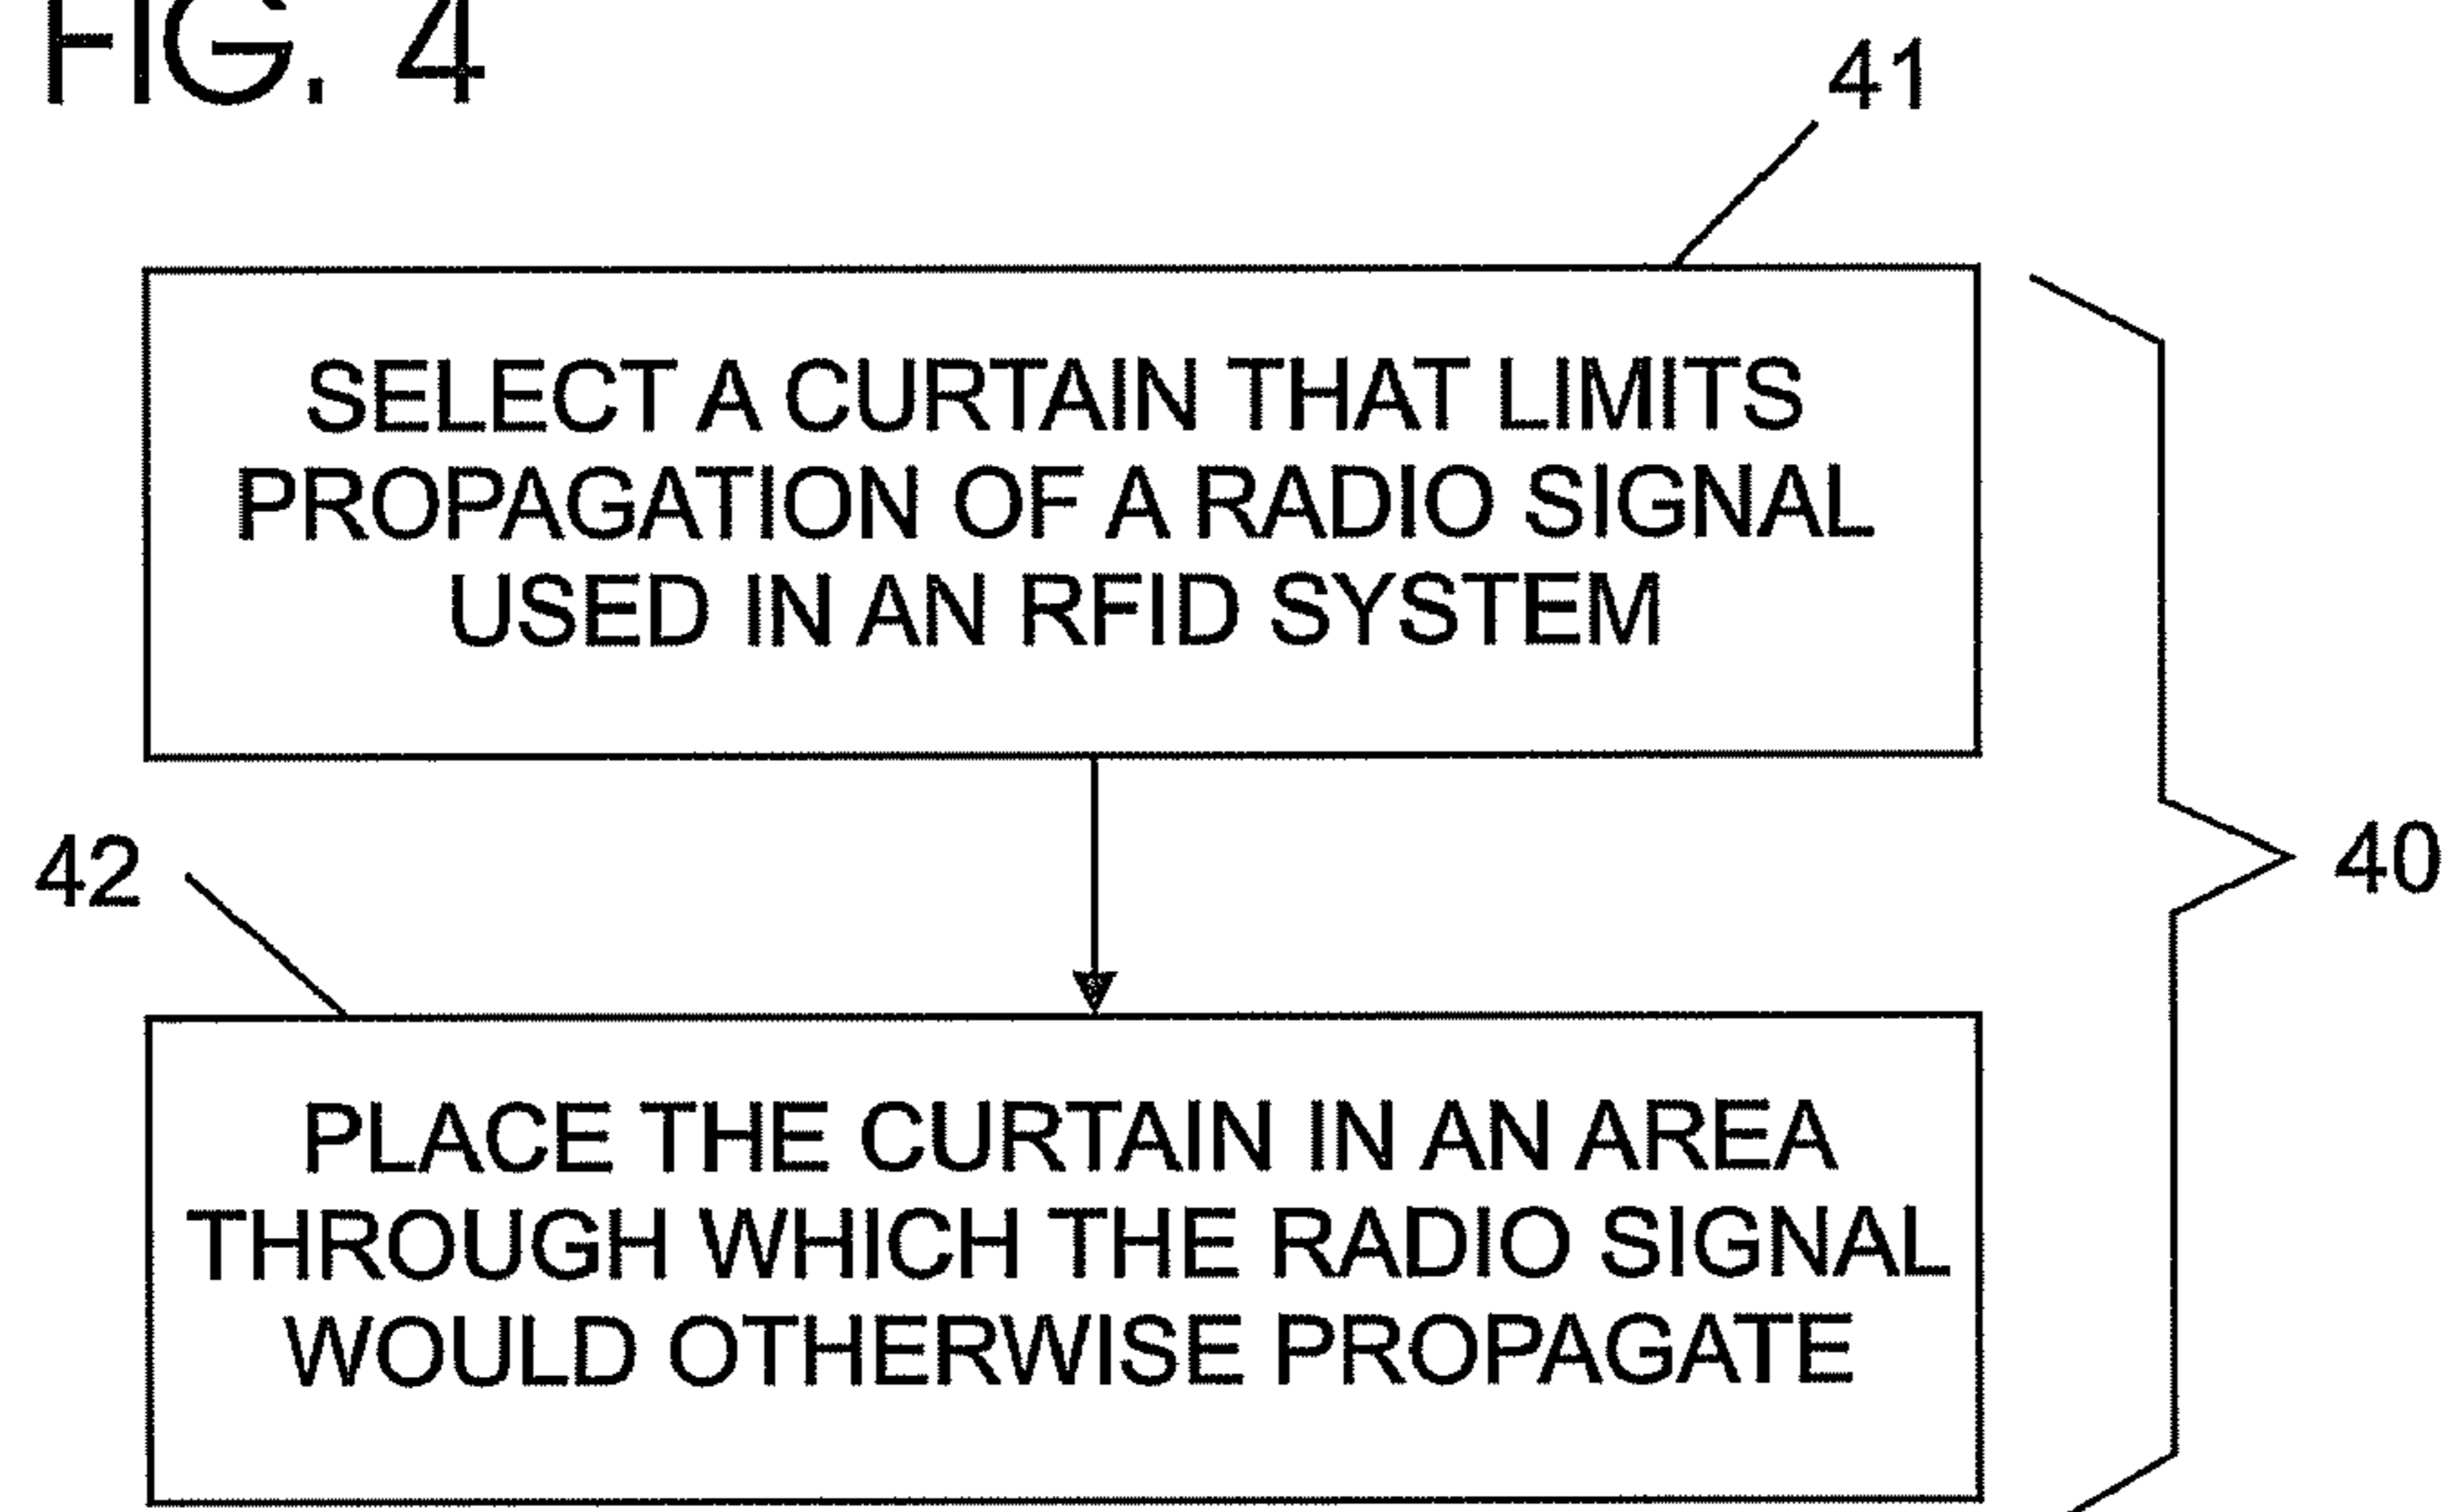 FIG. 4
41
SELECT A CURTAIN THAT LIMITS
PROPAGATION OF A RADIO SIGNAL
USED IN AN RFID SYSTEM
42
40
PLACE THE CURTAIN IN AN AREA
THROUGH WHICH THE RADIO SIGNAL
WOULD OTHERWISE PROPAGATE